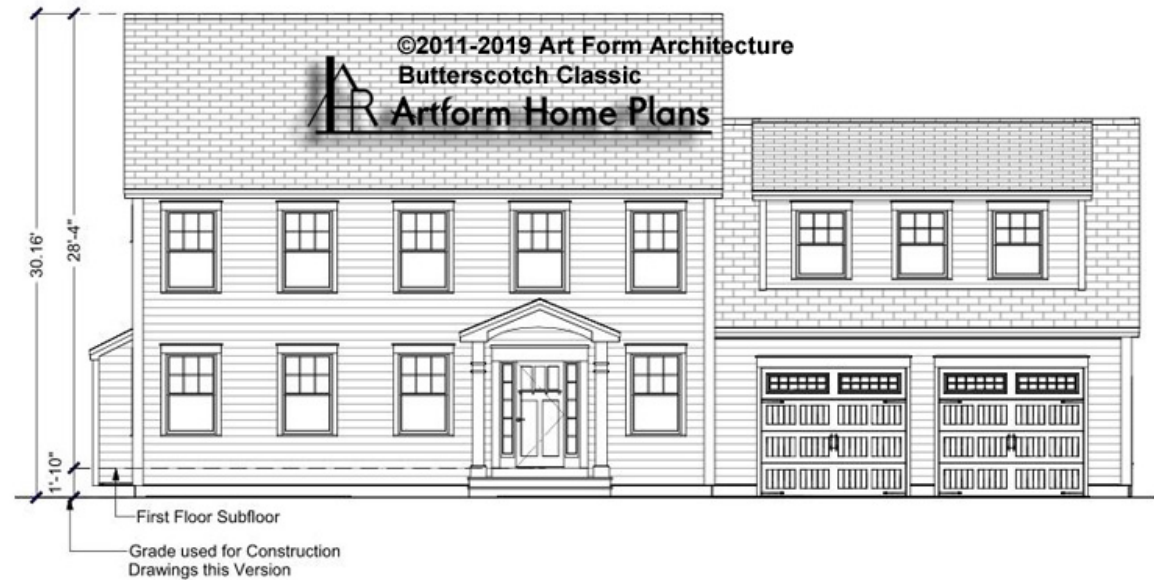 ©2011-2019 Art Form Architecture
Butterscotch Classic
AR Artform Home Plans
30.16'
28'-4"
1'-10"
First Floor Subfloor
Grade used for Construction
Drawings this Version